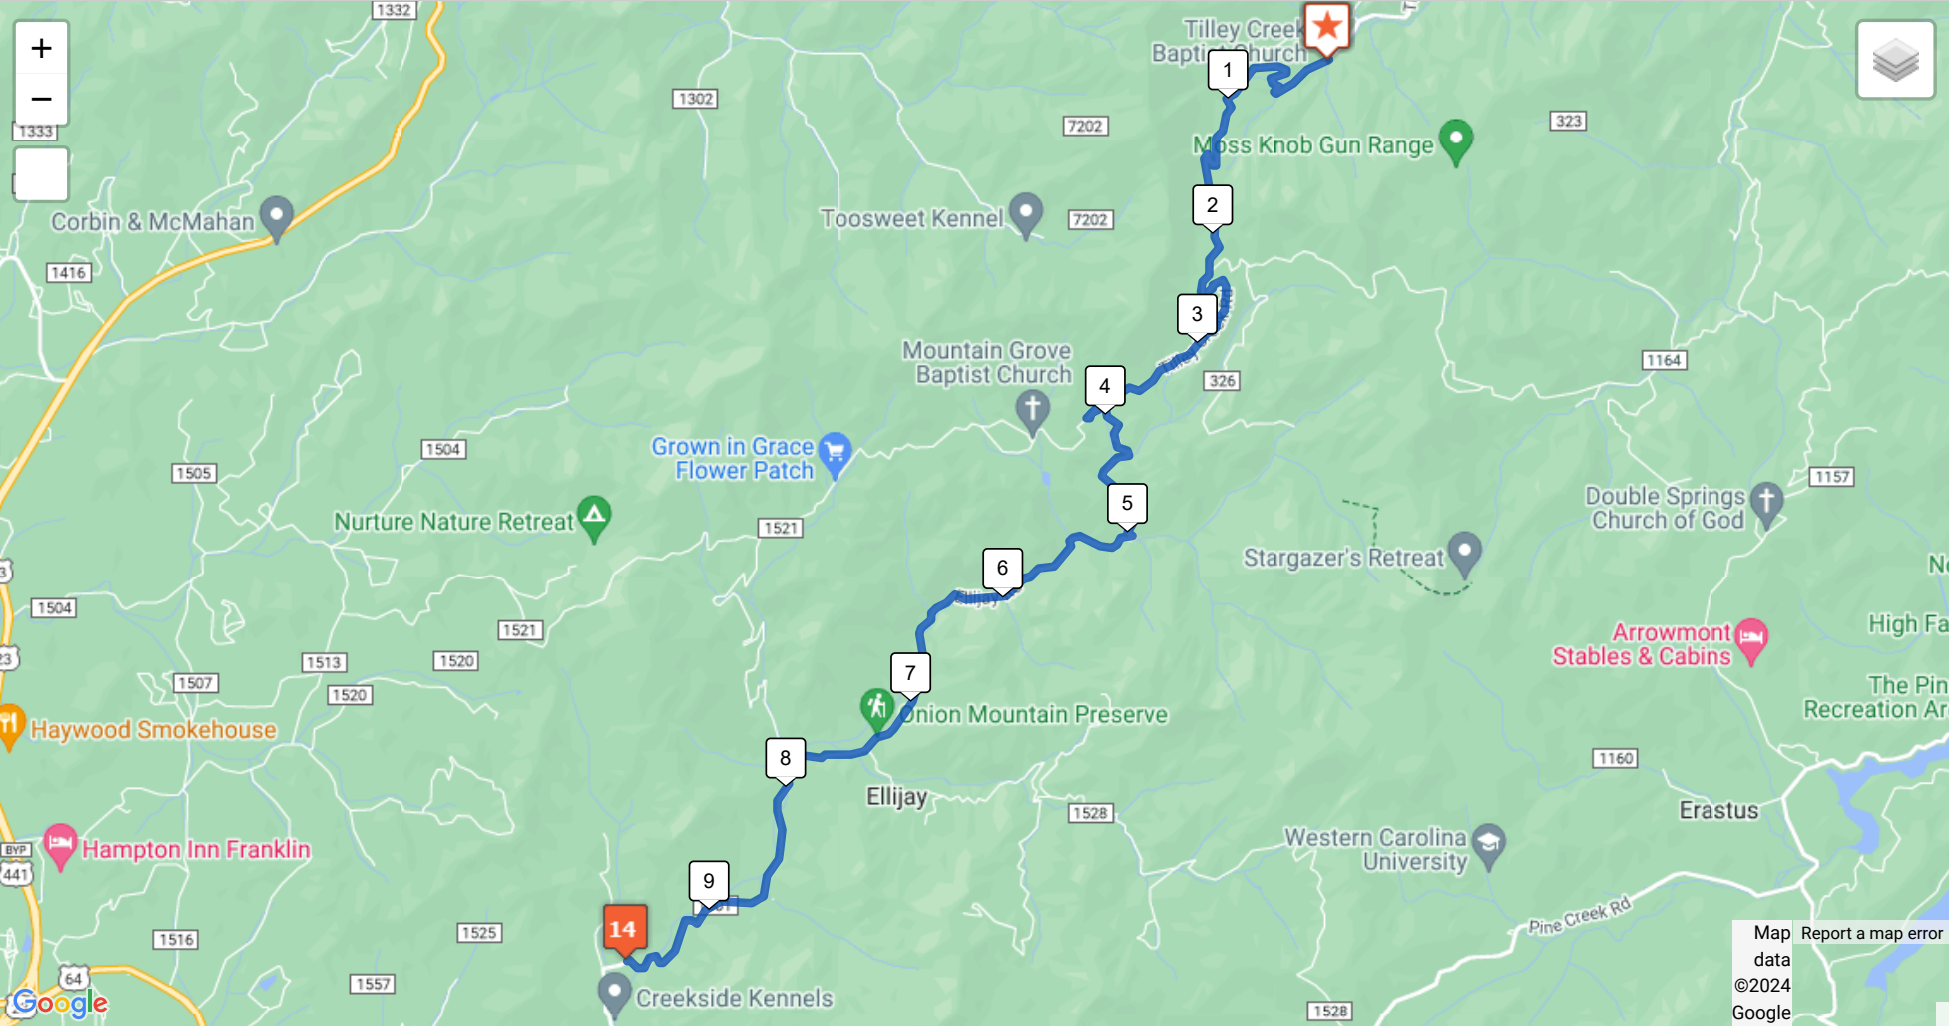 1332
Tilley Creek
Baptist Church
+
−
1
1302
7202
323
1333
Moss Knob Gun Range
2
Corbin & McMahan
Toosweet Kennel
7202
1416
3
Mountain Grove
Baptist Church
1164
4
326
1504
Grown in Grace
Flower Patch
1505
1157
5
Double Springs
Church of God
Nurture Nature Retreat
1521
Stargazer's Retreat
6
Ellijay
1504
1521
High Fa
23
Arrowmont
Stables & Cabins
1513
1520
7
1507
1520
The Pin
Recreation Ar
Onion Mountain Preserve
Haywood Smokehouse
8
1160
Ellijay
1528
Erastus
Western Carolina
University
BYP
441
Hampton Inn Franklin
9
14
Pine Creek Rd
1516
1525
Map
data
©2024
Google
Report a map error
64
1557
Creekside Kennels
Google
1528